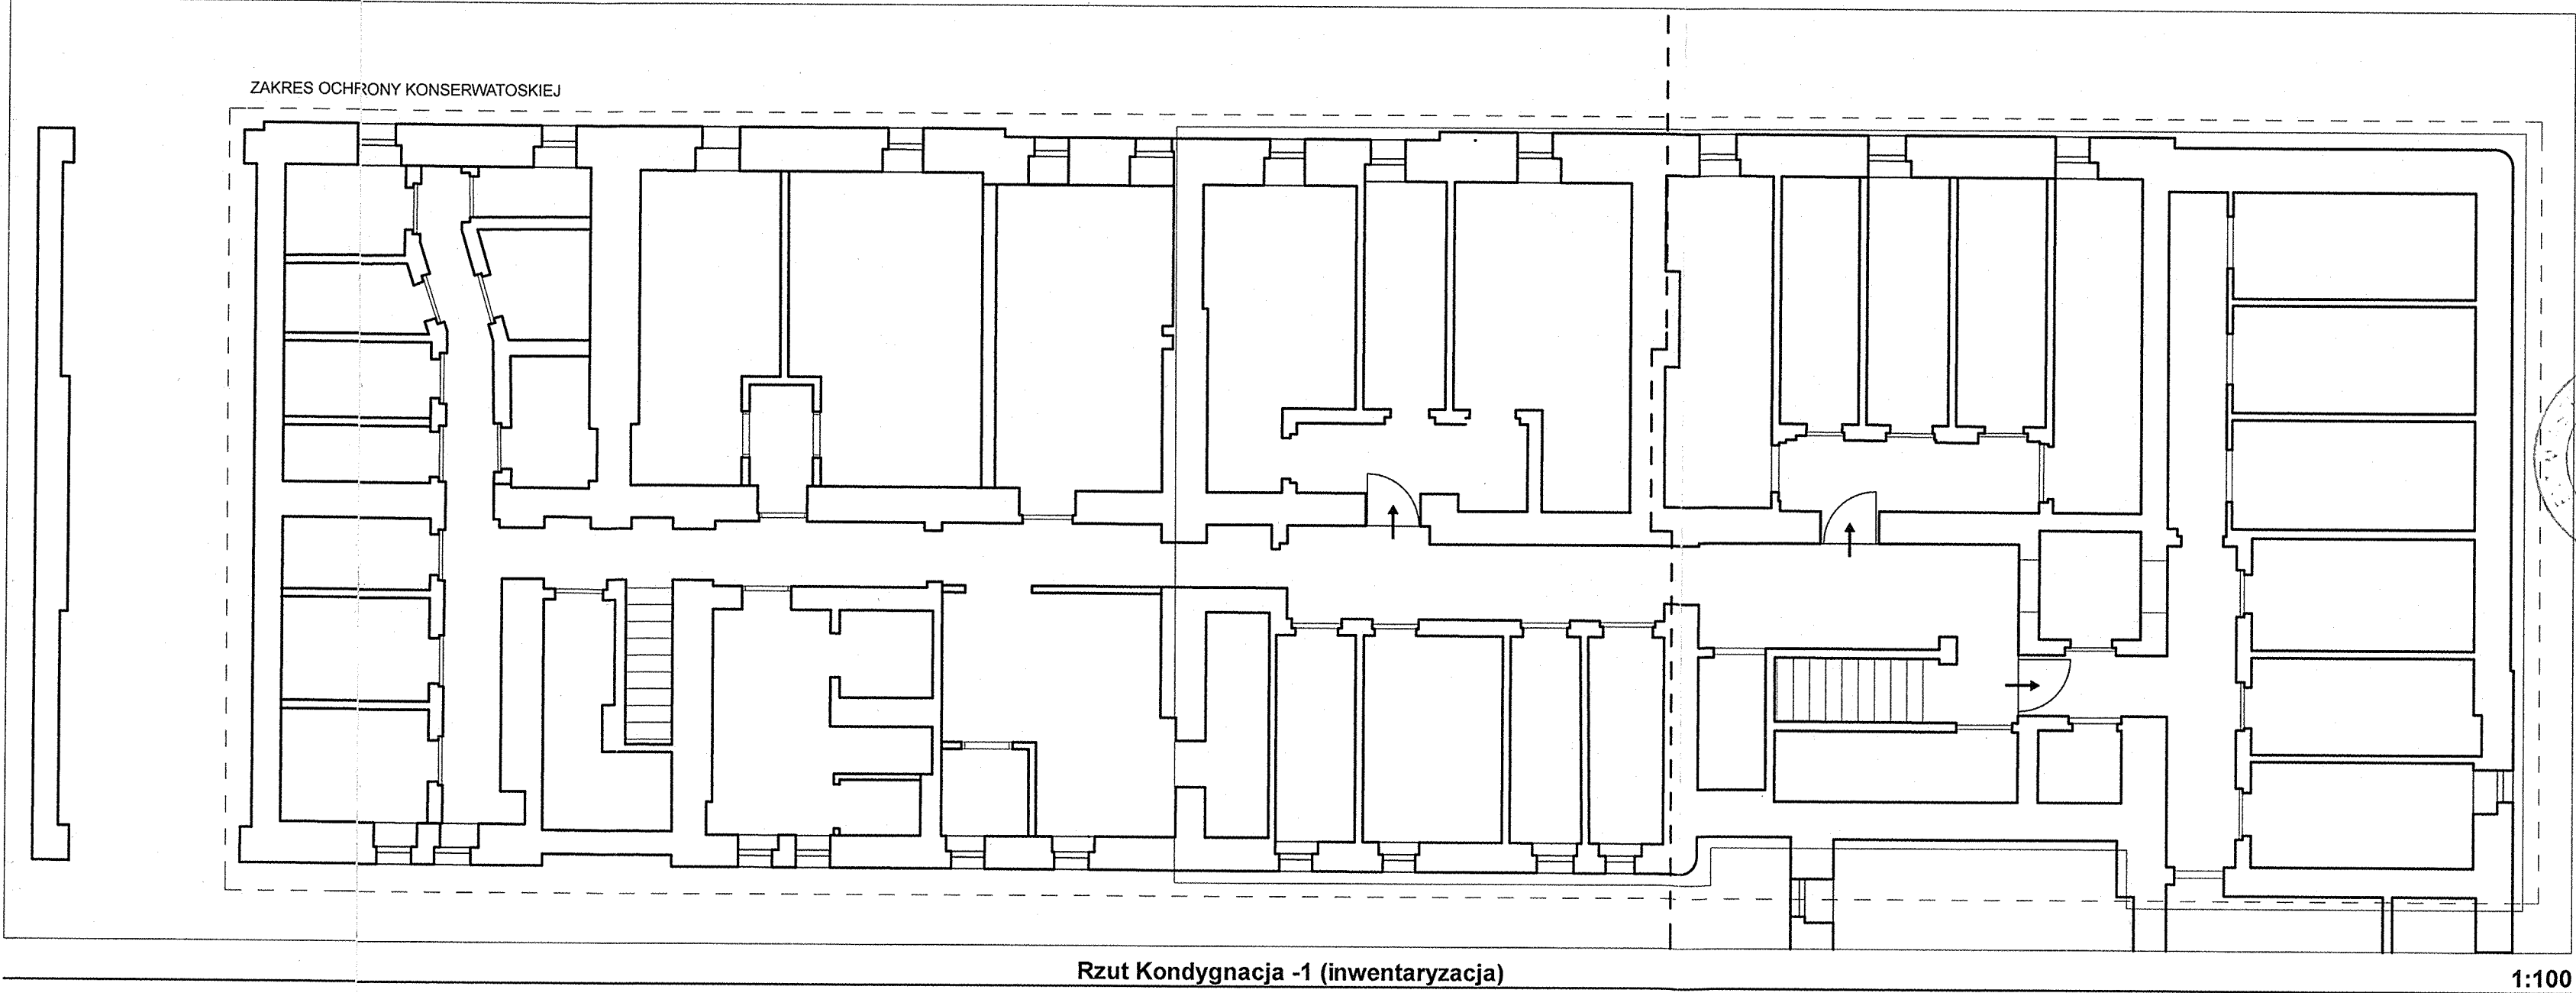 ZAKRES OCHRONY KONSERWATOSKIEJ
Rzut Kondygnacja -1 (inwentaryzacja)
1:100